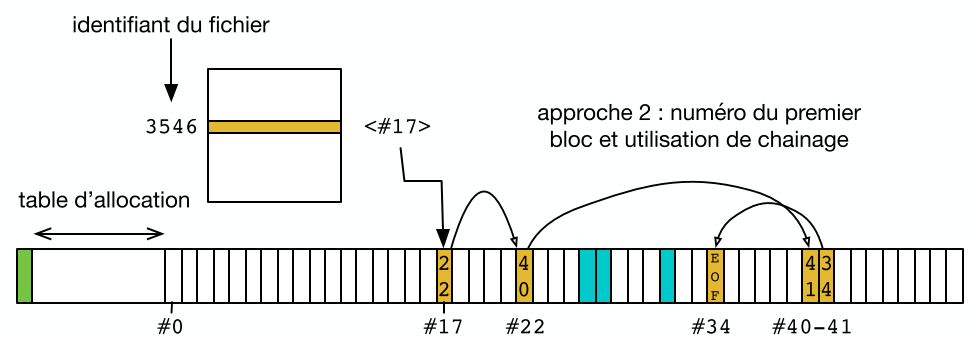 identifiant du fichier
3546
<#17>
approche 2 : numéro du premier
bloc et utilisation de chainage
table d'allocation
22
40
EOF
41
34
#0
#17
#22
#34
#40-41